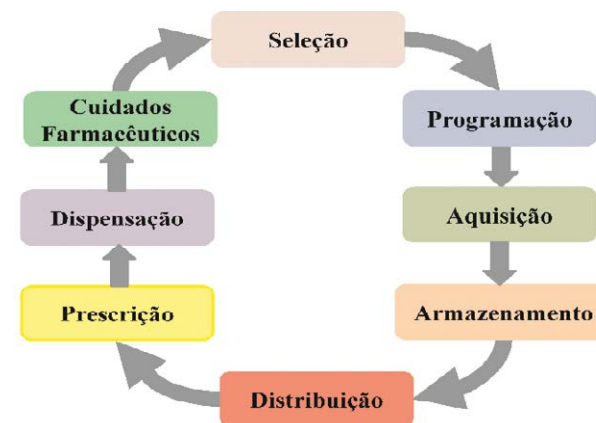 Seleção
Programação
Aquisição
Armazenamento
Distribuição
Prescrição
Dispensação
Cuidados
Farmacêuticos